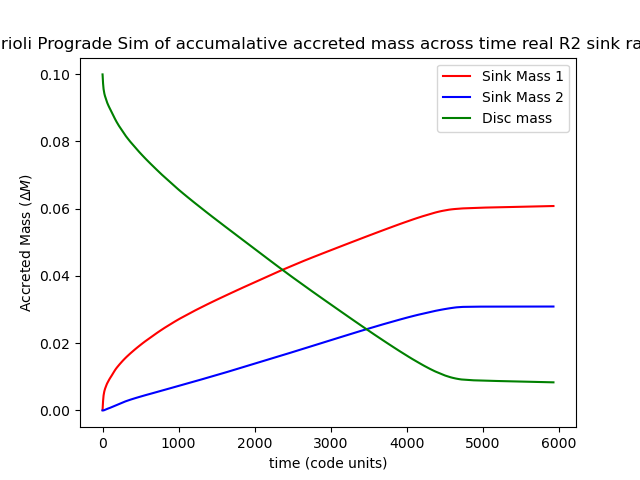 Prograde Sim of accumalative accreted mass across time real R2 sink
Sink Mass 1
Sink Mass 2
Disc mass
0.10
0.08
0.06
0.04
0.02
0.00
Accreted Mass (ΔM)
0 1000 2000 3000 4000 5000 6000
time (code units)